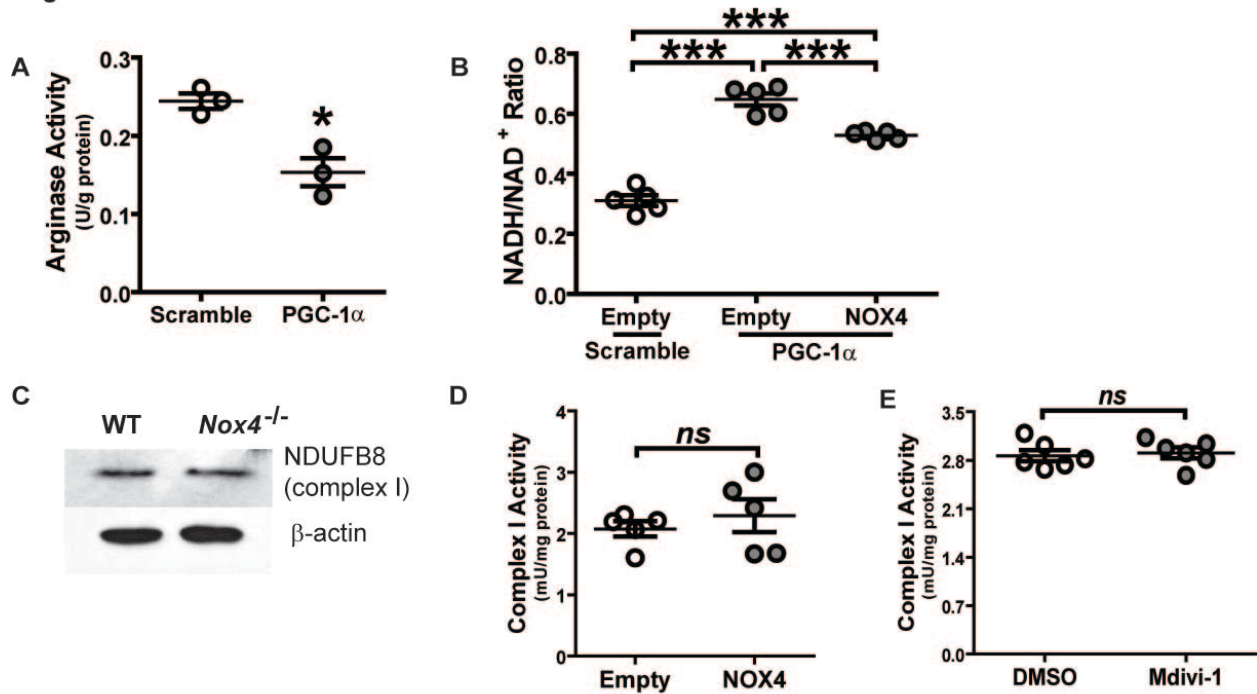 A
Arginase Activity
(U/g protein)
0.3
0.2
0.1
0.0
*
Scramble PGC-1α
B
NADH/NAD + Ratio
0.8
0.6
0.4
0.2
0.0
***
*** ***
Empty Empty NOX4
Scramble PGC-1α
C
WT Nox4-/-
NDUFB8
(complex I)
β-actin
D
Complex I Activity
(mU/mg protein)
4
3
2
1
0
ns
Empty NOX4
E
Complex I Activity
(mU/mg protein)
3.5
2.8
2.1
1.4
0.7
0.0
ns
DMSO Mdivi-1